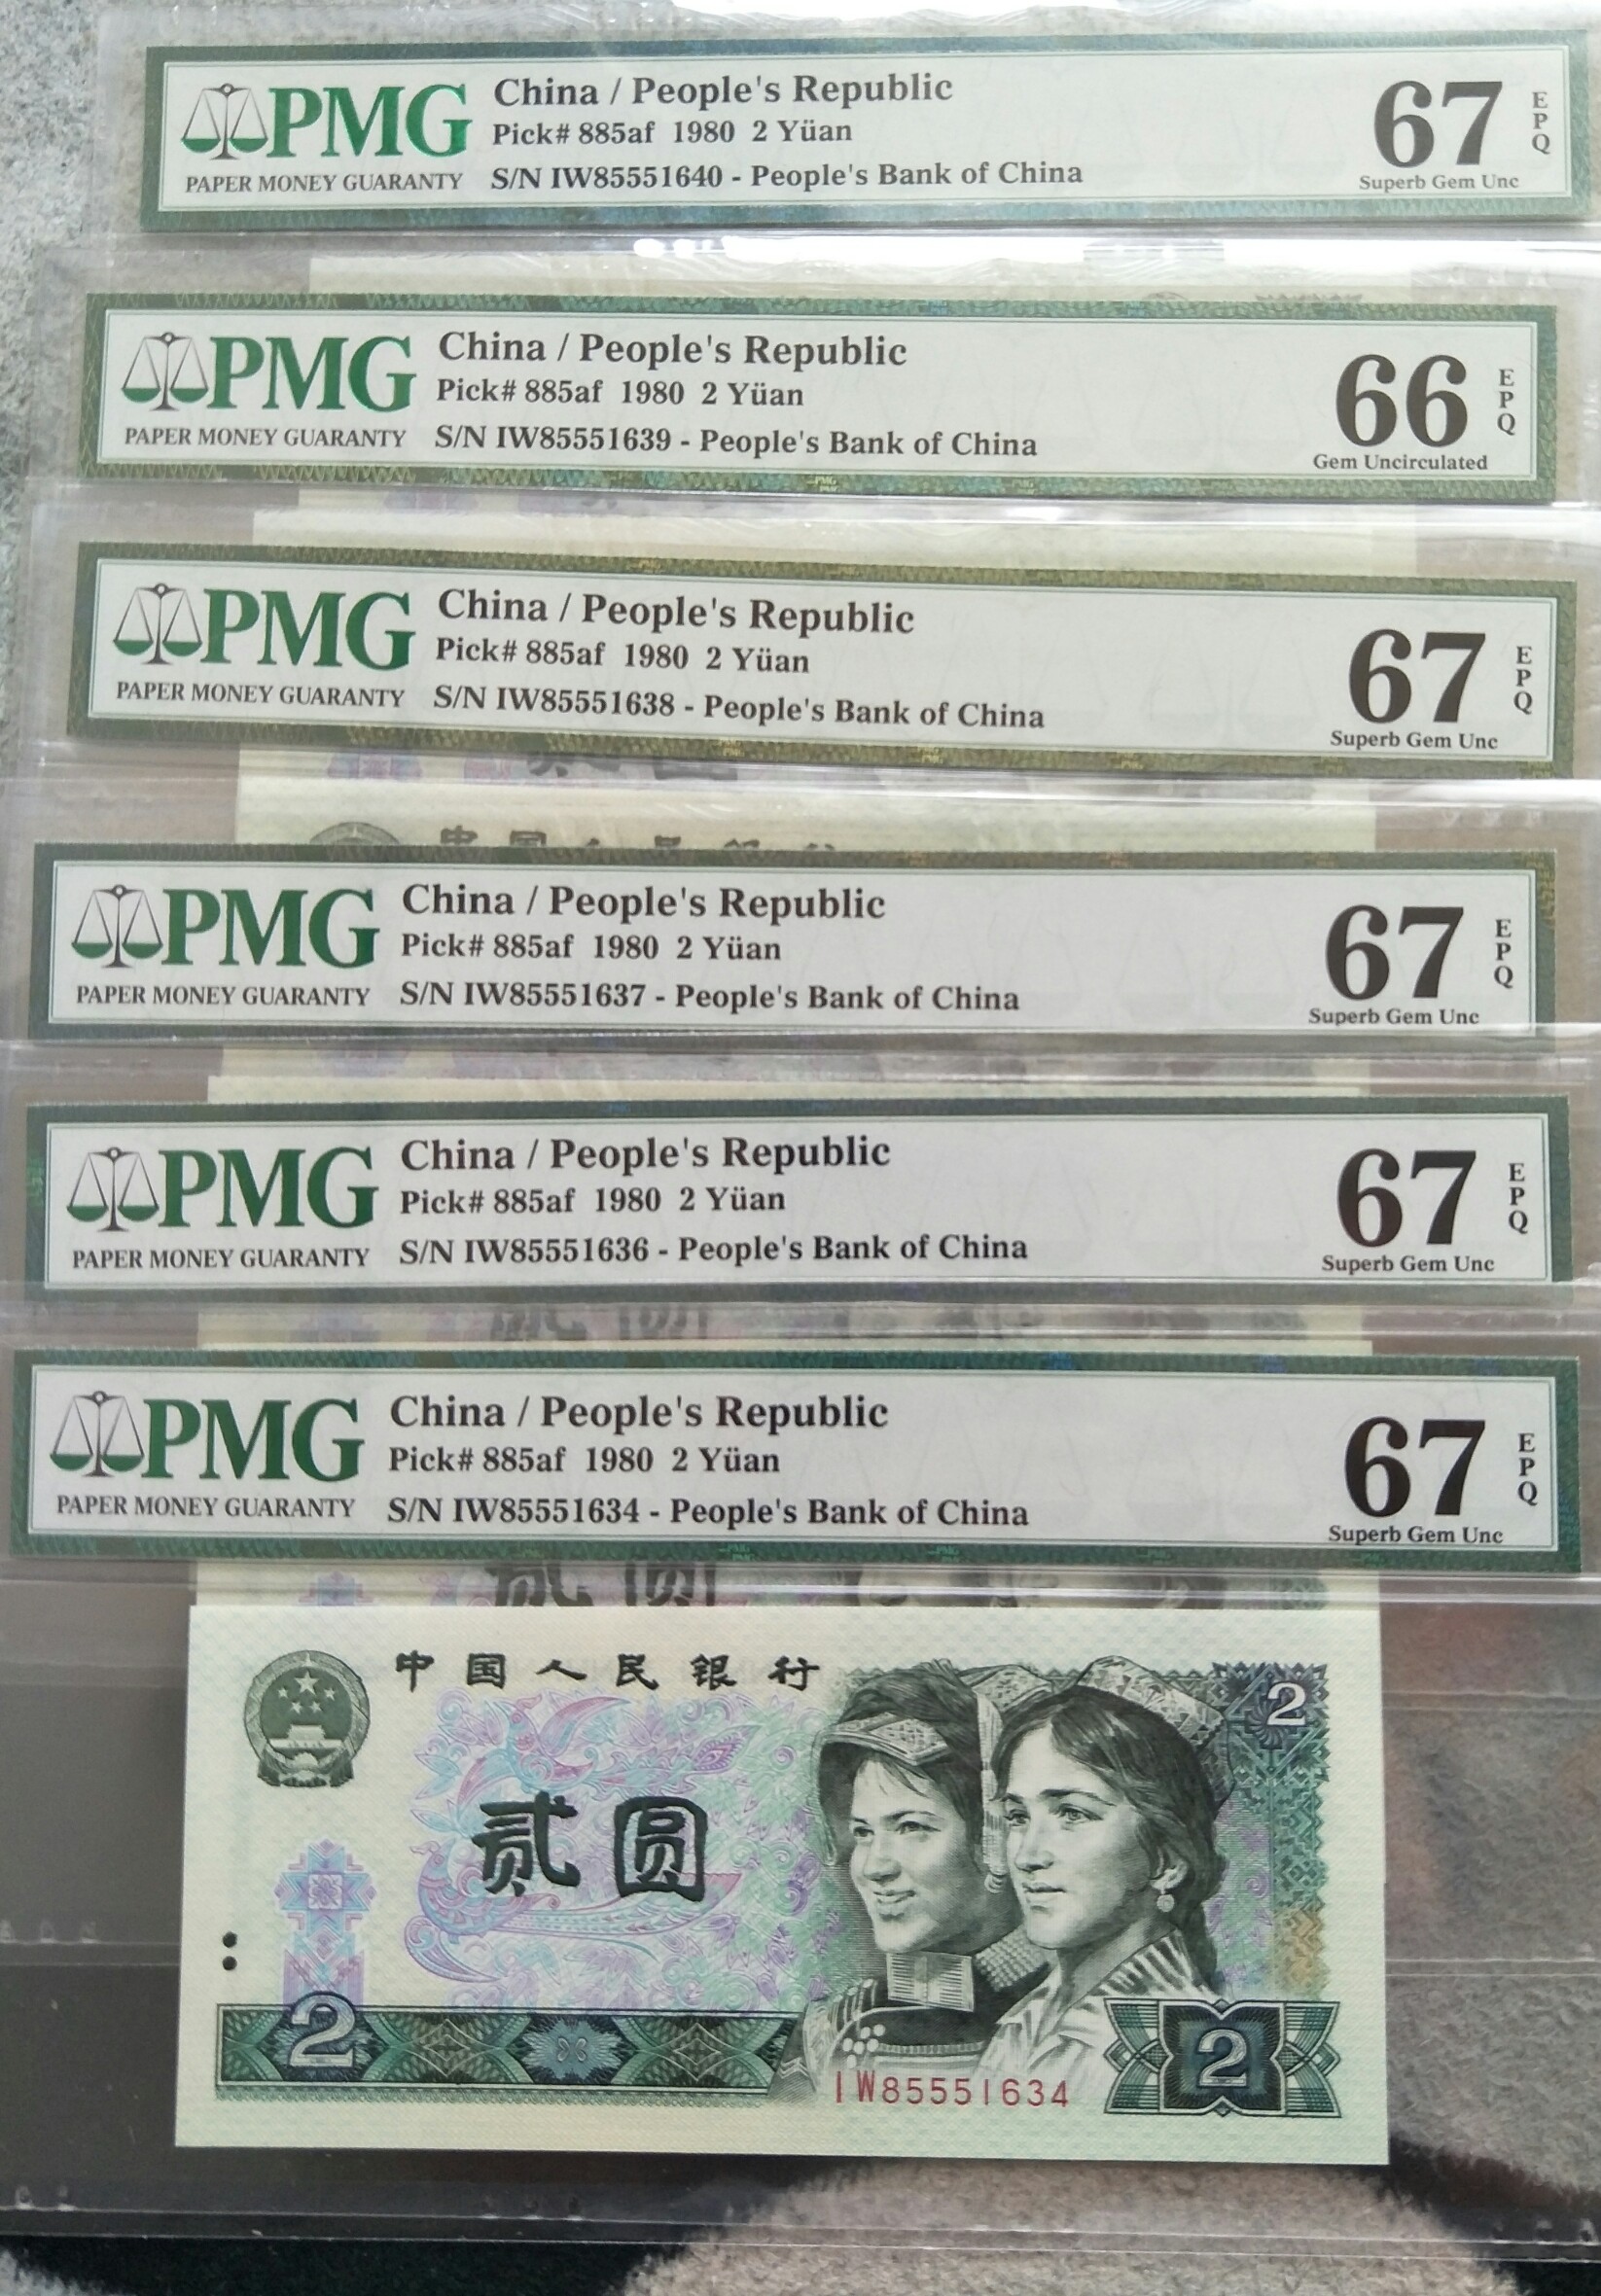 PMG
PAPER MONEY GUARANTY
China / People's Republic
Pick# 885af 1980 2 Yüan
S/N IW85551640 - People's Bank of China
67
EPQ
Superb Gem Unc
PMG
PAPER MONEY GUARANTY
China / People's Republic
Pick# 885af 1980 2 Yüan
S/N IW85551639 - People's Bank of China
66
EPQ
Gem Uncirculated
PMG
PAPER MONEY GUARANTY
China / People's Republic
Pick# 885af 1980 2 Yüan
S/N IW85551638 - People's Bank of China
67
EPQ
Superb Gem Unc
PMG
PAPER MONEY GUARANTY
China / People's Republic
Pick# 885af 1980 2 Yüan
S/N IW85551637 - People's Bank of China
67
EPQ
Superb Gem Unc
PMG
PAPER MONEY GUARANTY
China / People's Republic
Pick# 885af 1980 2 Yüan
S/N IW85551636 - People's Bank of China
67
EPQ
Superb Gem Unc
PMG
PAPER MONEY GUARANTY
China / People's Republic
Pick# 885af 1980 2 Yüan
S/N IW85551634 - People's Bank of China
67
EPQ
Superb Gem Unc
中国人民银行
2
贰圆
2
2
IW85551634